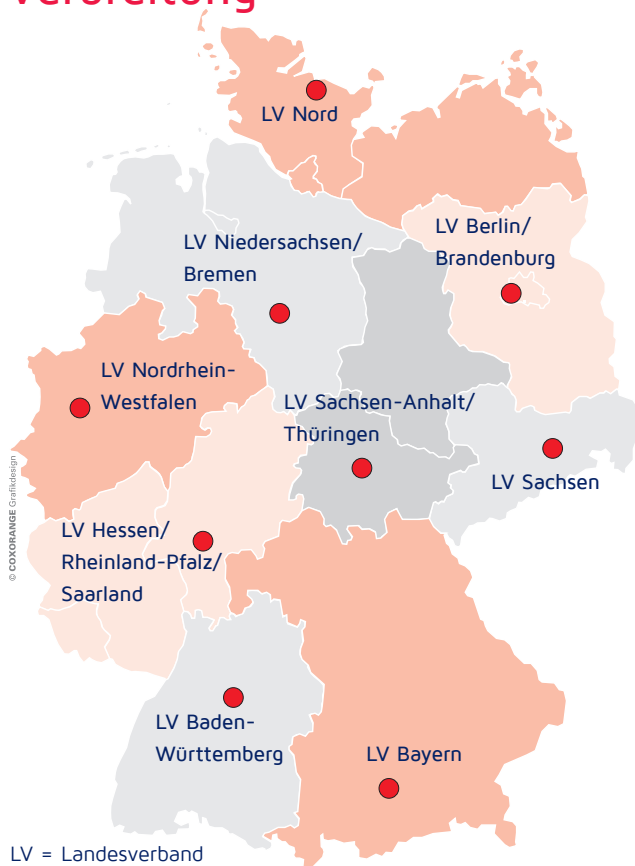 Verbreitung
LV Nord
LV Berlin/
Brandenburg
LV Niedersachsen/
Bremen
LV Nordrhein-
Westfalen
LV Sachsen-Anhalt/
Thüringen
LV Sachsen
© COXORANGE Grafikdesign
LV Hessen/
Rheinland-Pfalz/
Saarland
LV Baden-
Württemberg
LV Bayern
LV = Landesverband